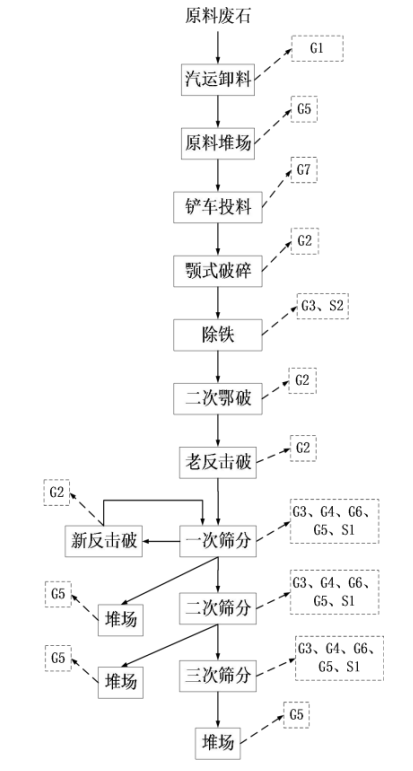 原料废石
G1
汽运卸料
G5
原料堆场
G7
铲车投料
G2
颚式破碎
G3、S2
除铁
G2
二次鄂破
G2
老反击破
G2
G3、G4、G6、
G5、S1
新反击破
一次筛分
G5
堆场
二次筛分
G3、G4、G6、
G5、S1
G5
堆场
三次筛分
G3、G4、G6、
G5、S1
G5
堆场